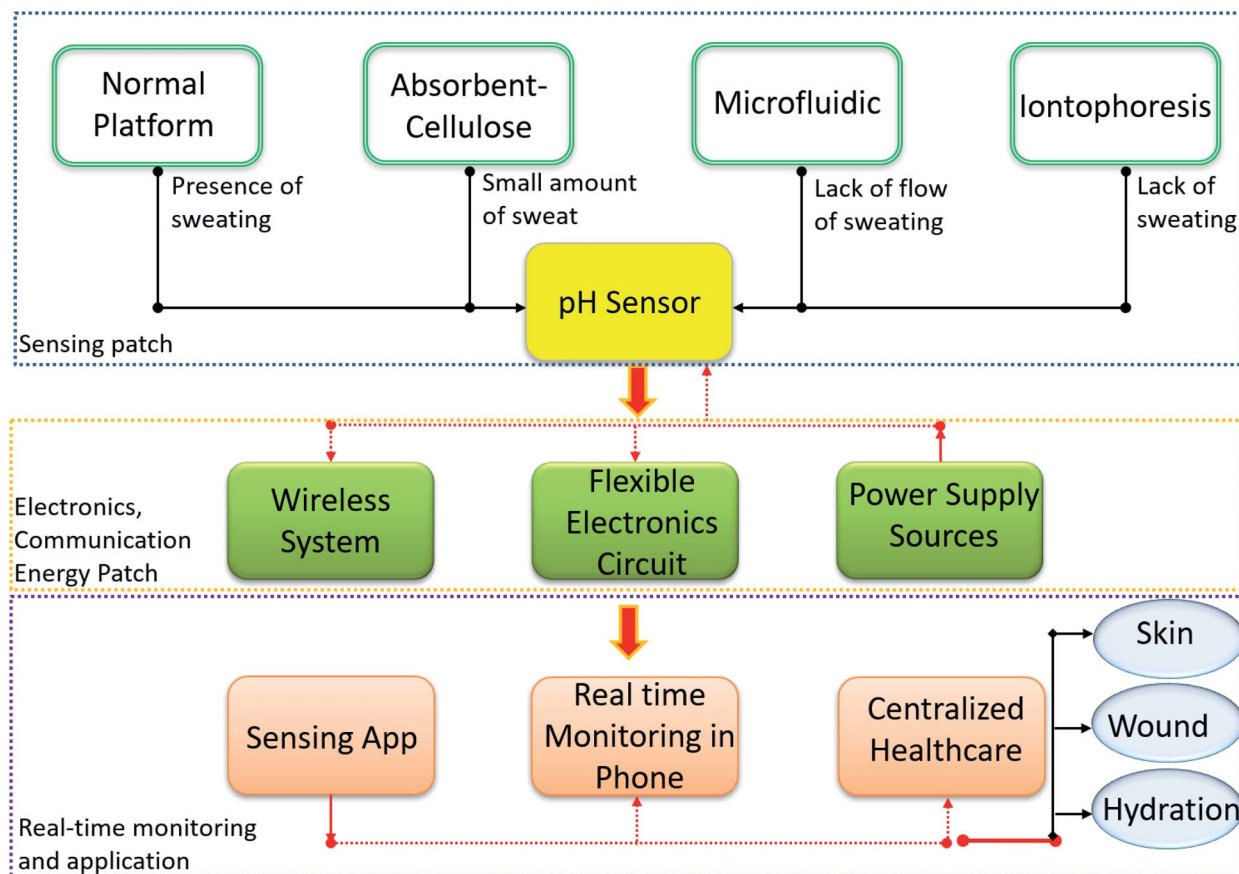 Normal
Platform
Absorbent-
Cellulose
Microfluidic
Iontophoresis
Presence of
sweating
Small amount
of sweat
Lack of flow
of sweating
Lack of
sweating
pH Sensor
Sensing patch
Wireless
System
Flexible
Electronics
Circuit
Power Supply
Sources
Electronics,
Communication
Energy Patch
Skin
Sensing App
Real time
Monitoring in
Phone
Centralized
Healthcare
Wound
Hydration
Real-time monitoring
and application